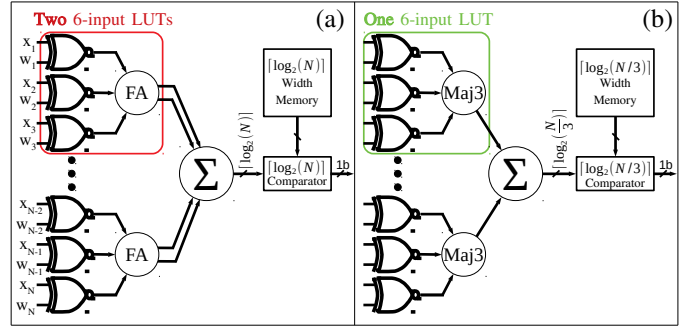 Two 6-input LUTs
(a)
X1
W1
X2
W2
X3
W3
FA
⌈log2(N)⌉
Width
Memory
Σ
⌈log2(N)⌉
⌈log2(N)⌉
Comparator
1b
XN-2
WN-2
XN-1
WN-1
XN
WN
FA
One 6-input LUT
(b)
Maj3
⌈log2(N/3)⌉
Width
Memory
Σ
⌈log2(N/3)⌉
⌈log2(N/3)⌉
Comparator
1b
Maj3